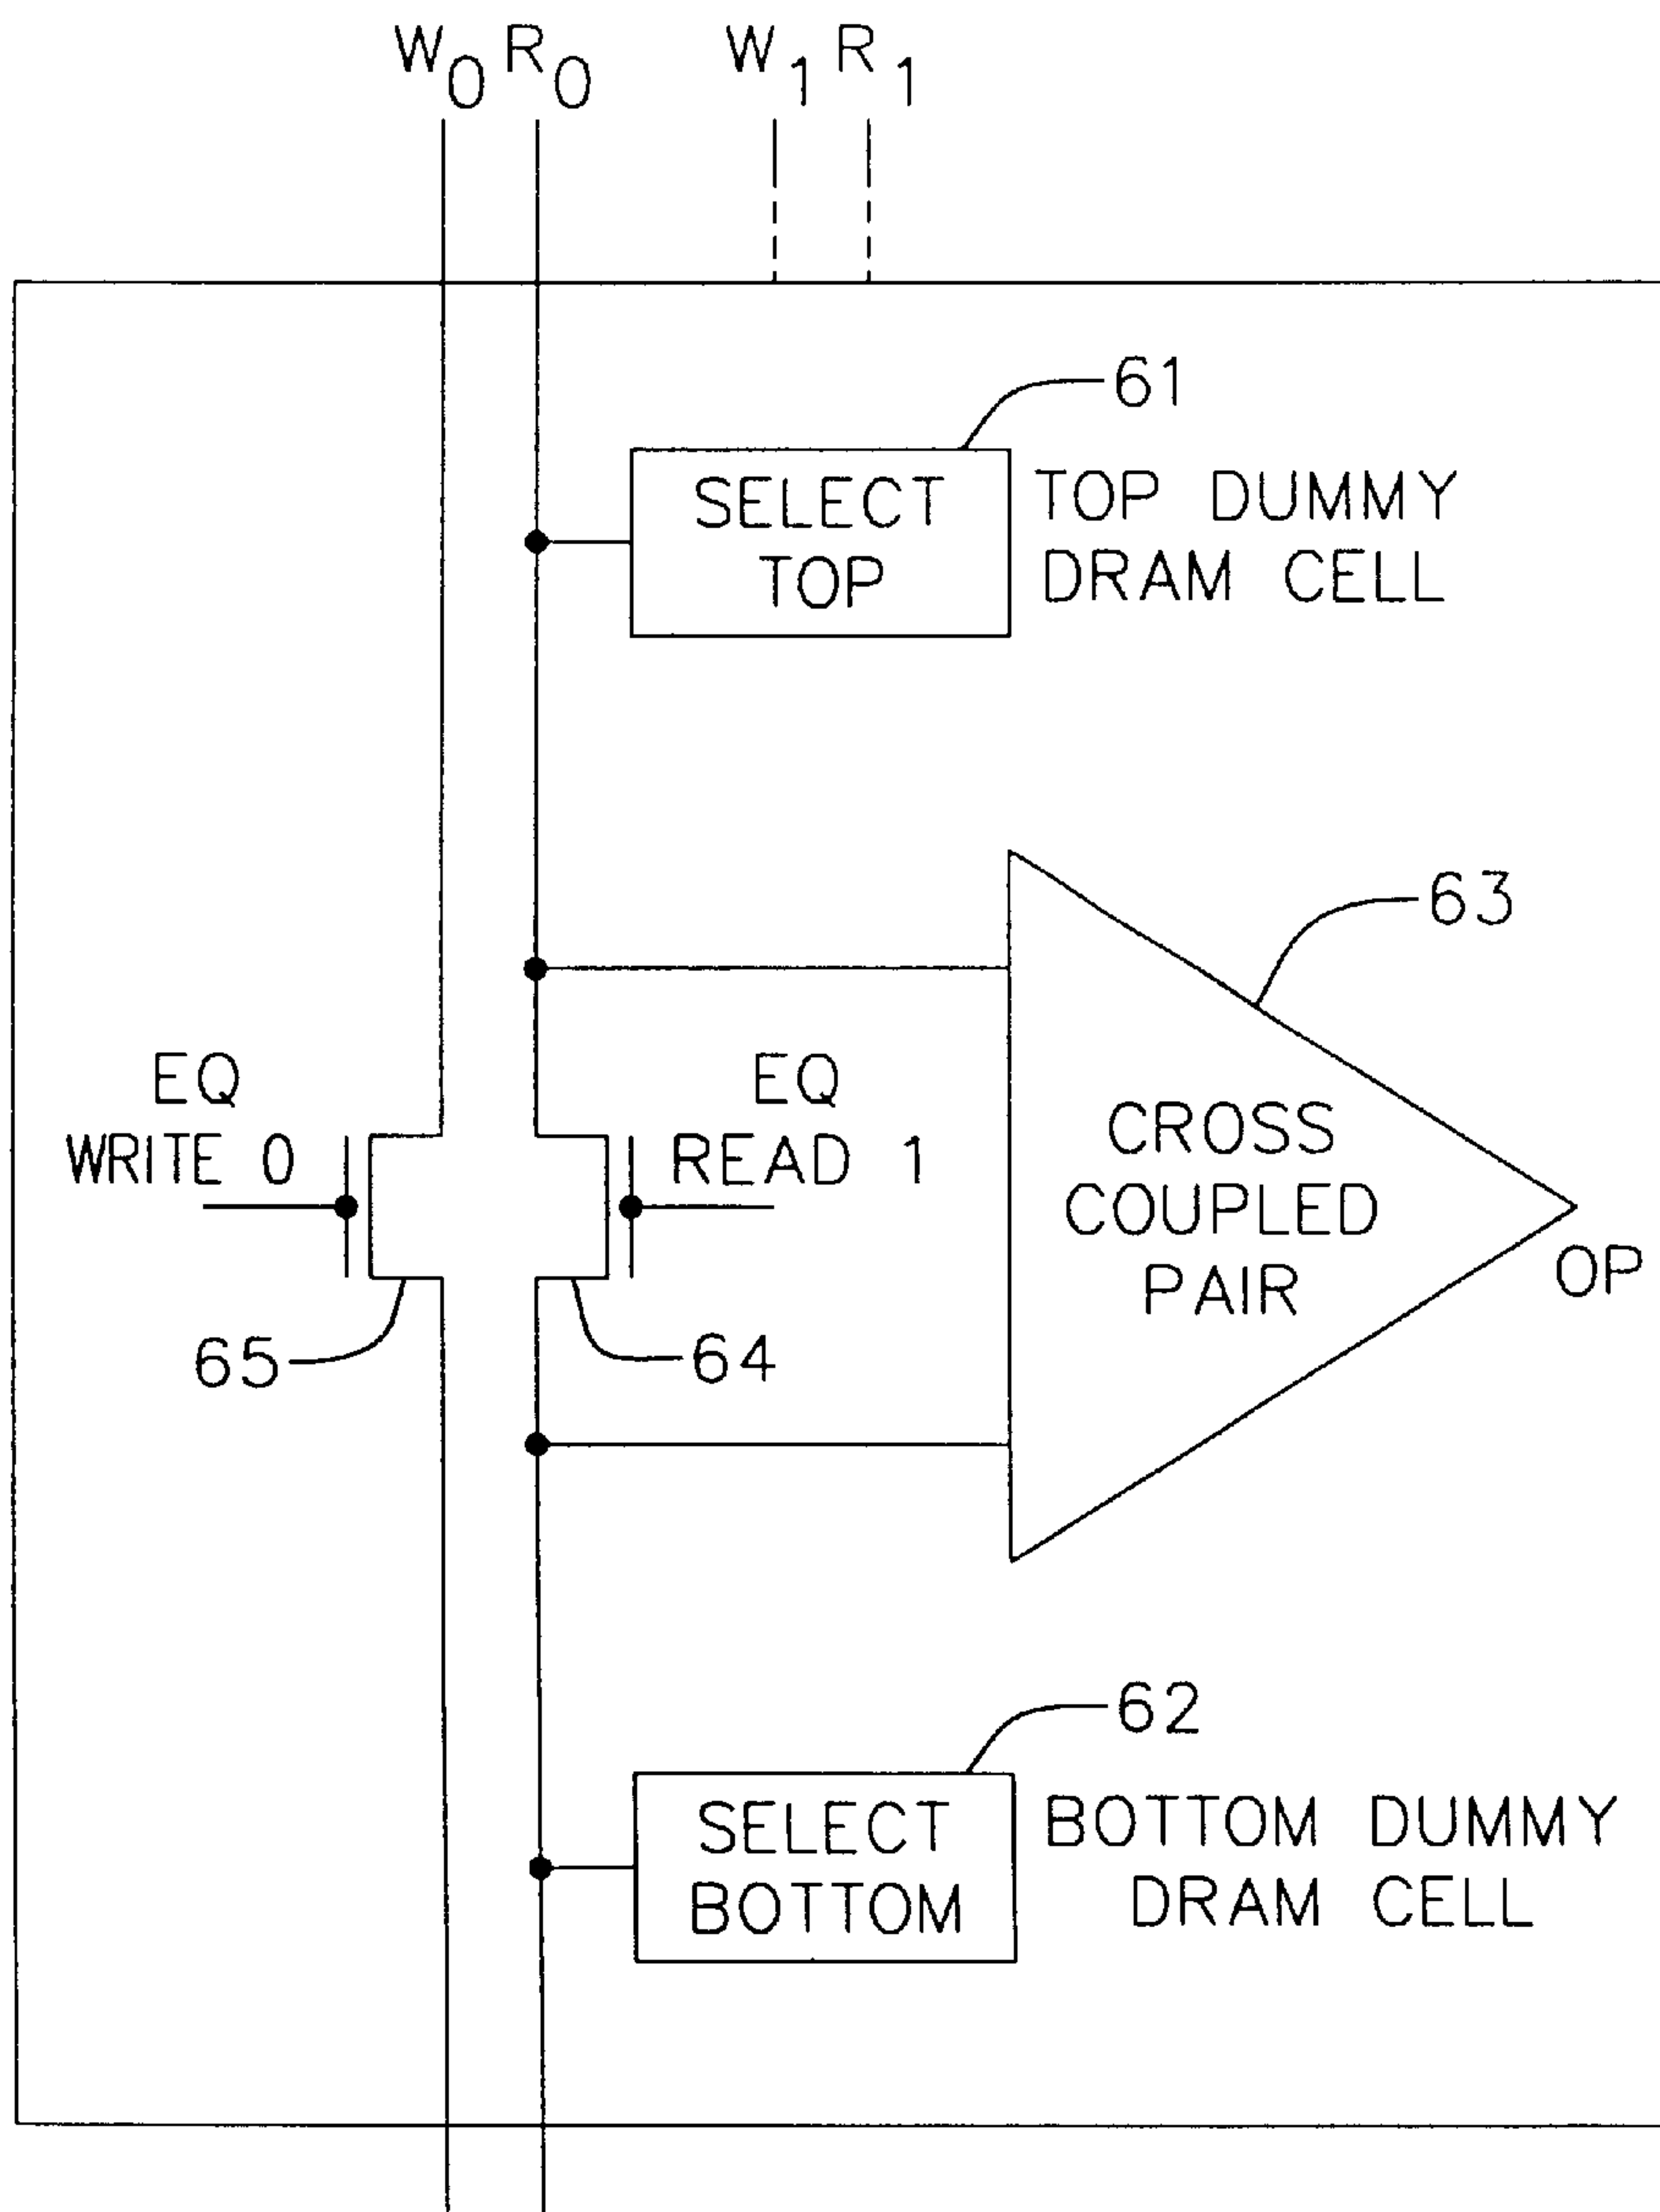 W0 R0 W1 R1
61
SELECT
TOP
TOP DUMMY
DRAM CELL
63
EQ
WRITE 0
EQ
READ 1
CROSS
COUPLED
PAIR
OP
65
64
62
SELECT
BOTTOM
BOTTOM DUMMY
DRAM CELL